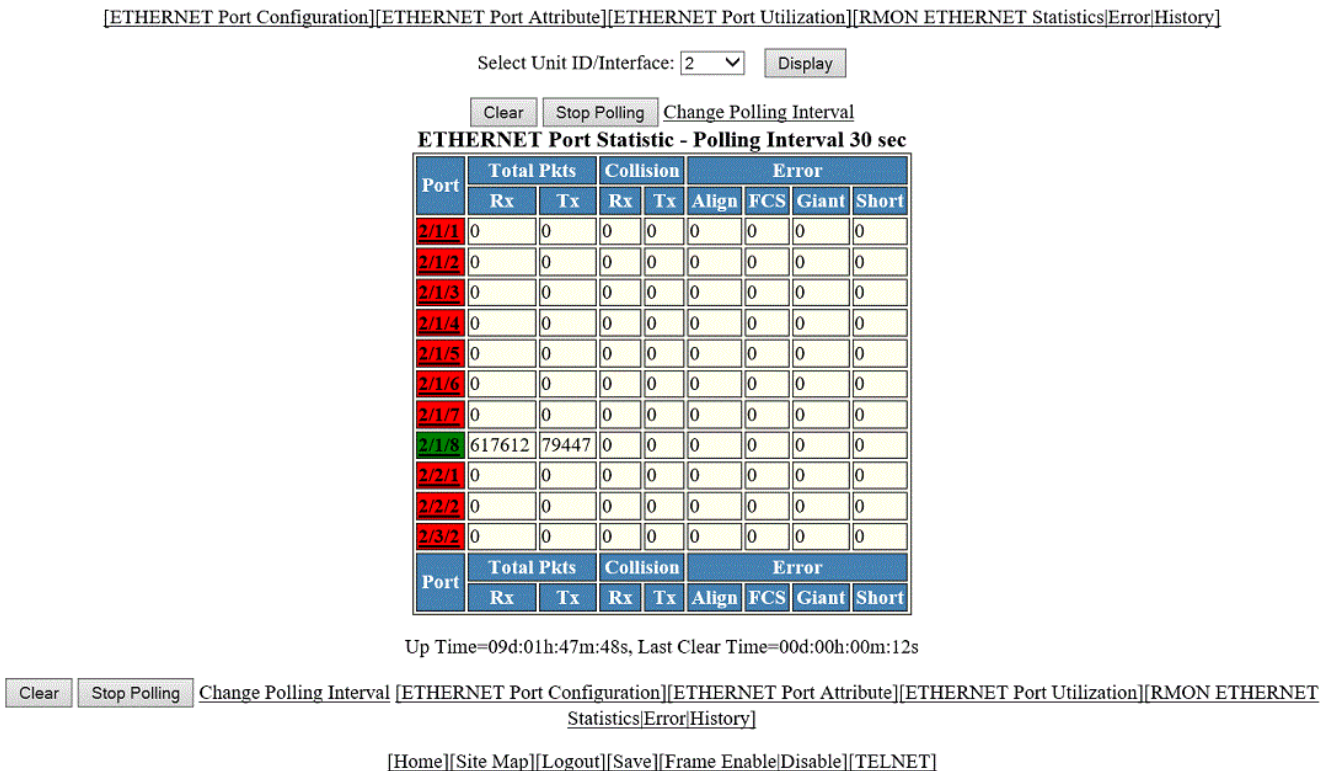 [ETHERNET Port Configuration][ETHERNET Port Attribute][ETHERNET Port Utilization][RMON ETHERNET Statistics|Error|History]
Select Unit ID/Interface: 2 Display
Clear Stop Polling Change Polling Interval
ETHERNET Port Statistic - Polling Interval 30 sec
Port Total Pkts Collision Error
Rx Tx Rx Tx Align FCS Giant Short
2/1/1 0 0 0 0 0 0 0 0
2/1/2 0 0 0 0 0 0 0 0
2/1/3 0 0 0 0 0 0 0 0
2/1/4 0 0 0 0 0 0 0 0
2/1/5 0 0 0 0 0 0 0 0
2/1/6 0 0 0 0 0 0 0 0
2/1/7 0 0 0 0 0 0 0 0
2/1/8 617612 79447 0 0 0 0 0 0
2/2/1 0 0 0 0 0 0 0 0
2/2/2 0 0 0 0 0 0 0 0
2/3/2 0 0 0 0 0 0 0 0
Port Total Pkts Collision Error
Rx Tx Rx Tx Align FCS Giant Short
Up Time=09d:01h:47m:48s, Last Clear Time=00d:00h:00m:12s
Clear Stop Polling Change Polling Interval [ETHERNET Port Configuration][ETHERNET Port Attribute][ETHERNET Port Utilization][RMON ETHERNET
Statistics|Error|History]
[Home][Site Map][Logout][Save][Frame Enable|Disable][TELNET]